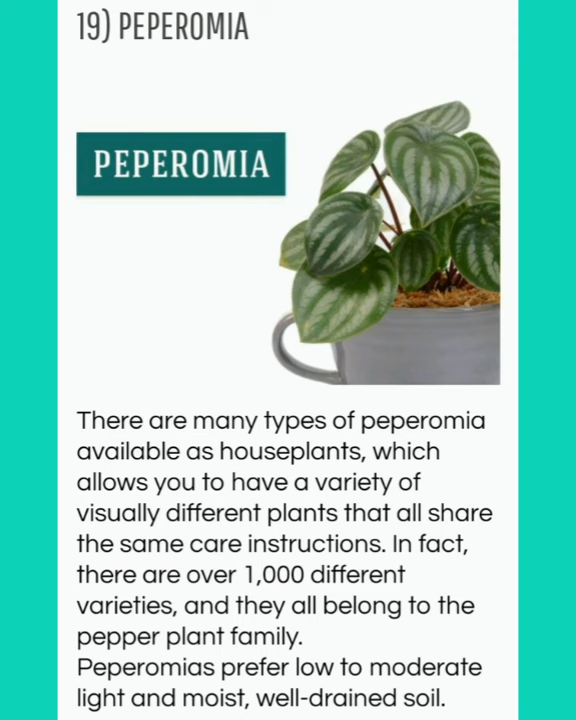 19) PEPEROMIA
PEPEROMIA
There are many types of peperomia
available as houseplants, which
allows you to have a variety of
visually different plants that all share
the same care instructions. In fact,
there are over 1,000 different
varieties, and they all belong to the
pepper plant family.
Peperomias prefer low to moderate
light and moist, well-drained soil.